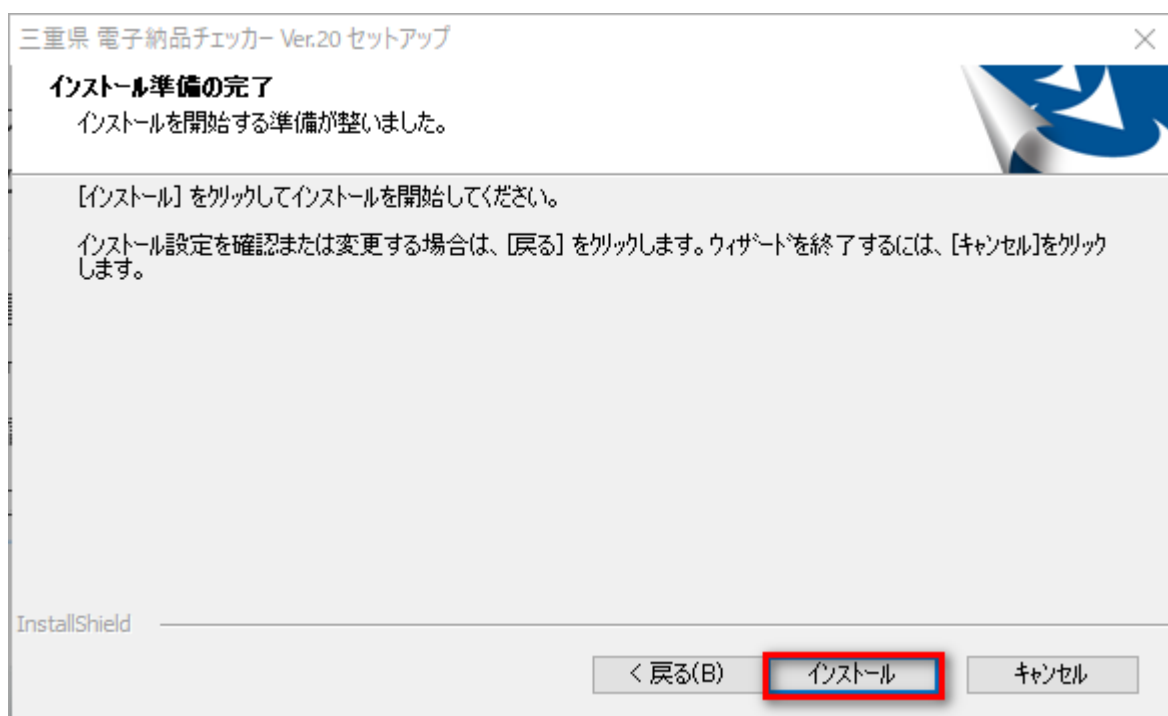 三重県 電子納品チェッカー Ver.20 セットアップ
インストール準備の完了
インストールを開始する準備が整いました。
[インストール] をクリックしてインストールを開始してください。
インストール設定を確認または変更する場合は、[戻る] をクリックします。ウィザードを終了するには、[キャンセル]をクリック
します。
InstallShield
< 戻る(B)
インストール
キャンセル